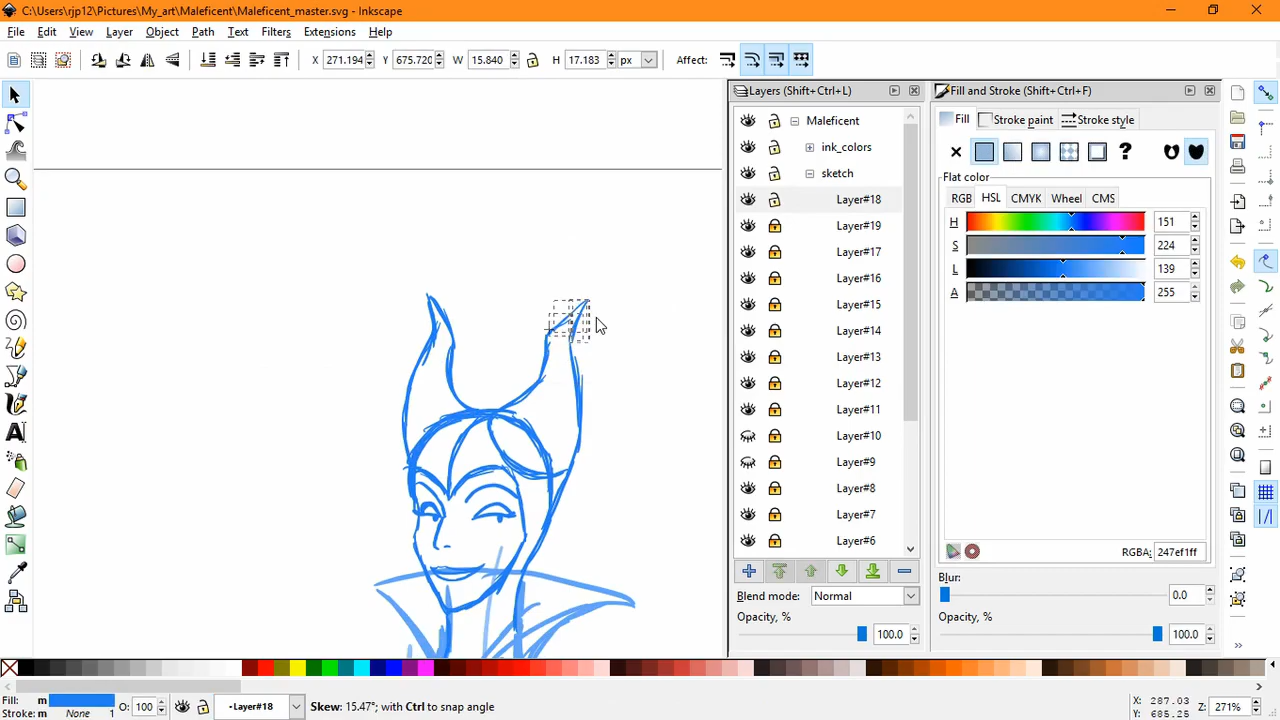 C:\Users\rjp12\Pictures\My_art\Maleficent\Maleficent_master.svg - Inkscape
File Edit View Layer Object Path Text Filters Extensions Help
X 271.194 Y 675.720 W 15.840 H 17.183 px Affect:
Layers (Shift+Ctrl+L)
Maleficent
ink_colors
sketch
Layer#18
Layer#19
Layer#17
Layer#16
Layer#15
Layer#14
Layer#13
Layer#12
Layer#11
Layer#10
Layer#9
Layer#8
Layer#7
Layer#6
Blend mode: Normal
Opacity, %
100.0
Fill and Stroke (Shift+Ctrl+F)
Fill Stroke paint Stroke style
?
Flat color
RGB HSL CMYK Wheel CMS
H 151
S 224
L 139
A 255
RGBA: 247ef1ff
Blur:
0.0
Opacity, %
100.0
Fill: m
Stroke: m None 1
O: 100
Layer#18
Skew: 15.47°; with Ctrl to snap angle
X: 287.03
Y: 685.25
Z: 271%